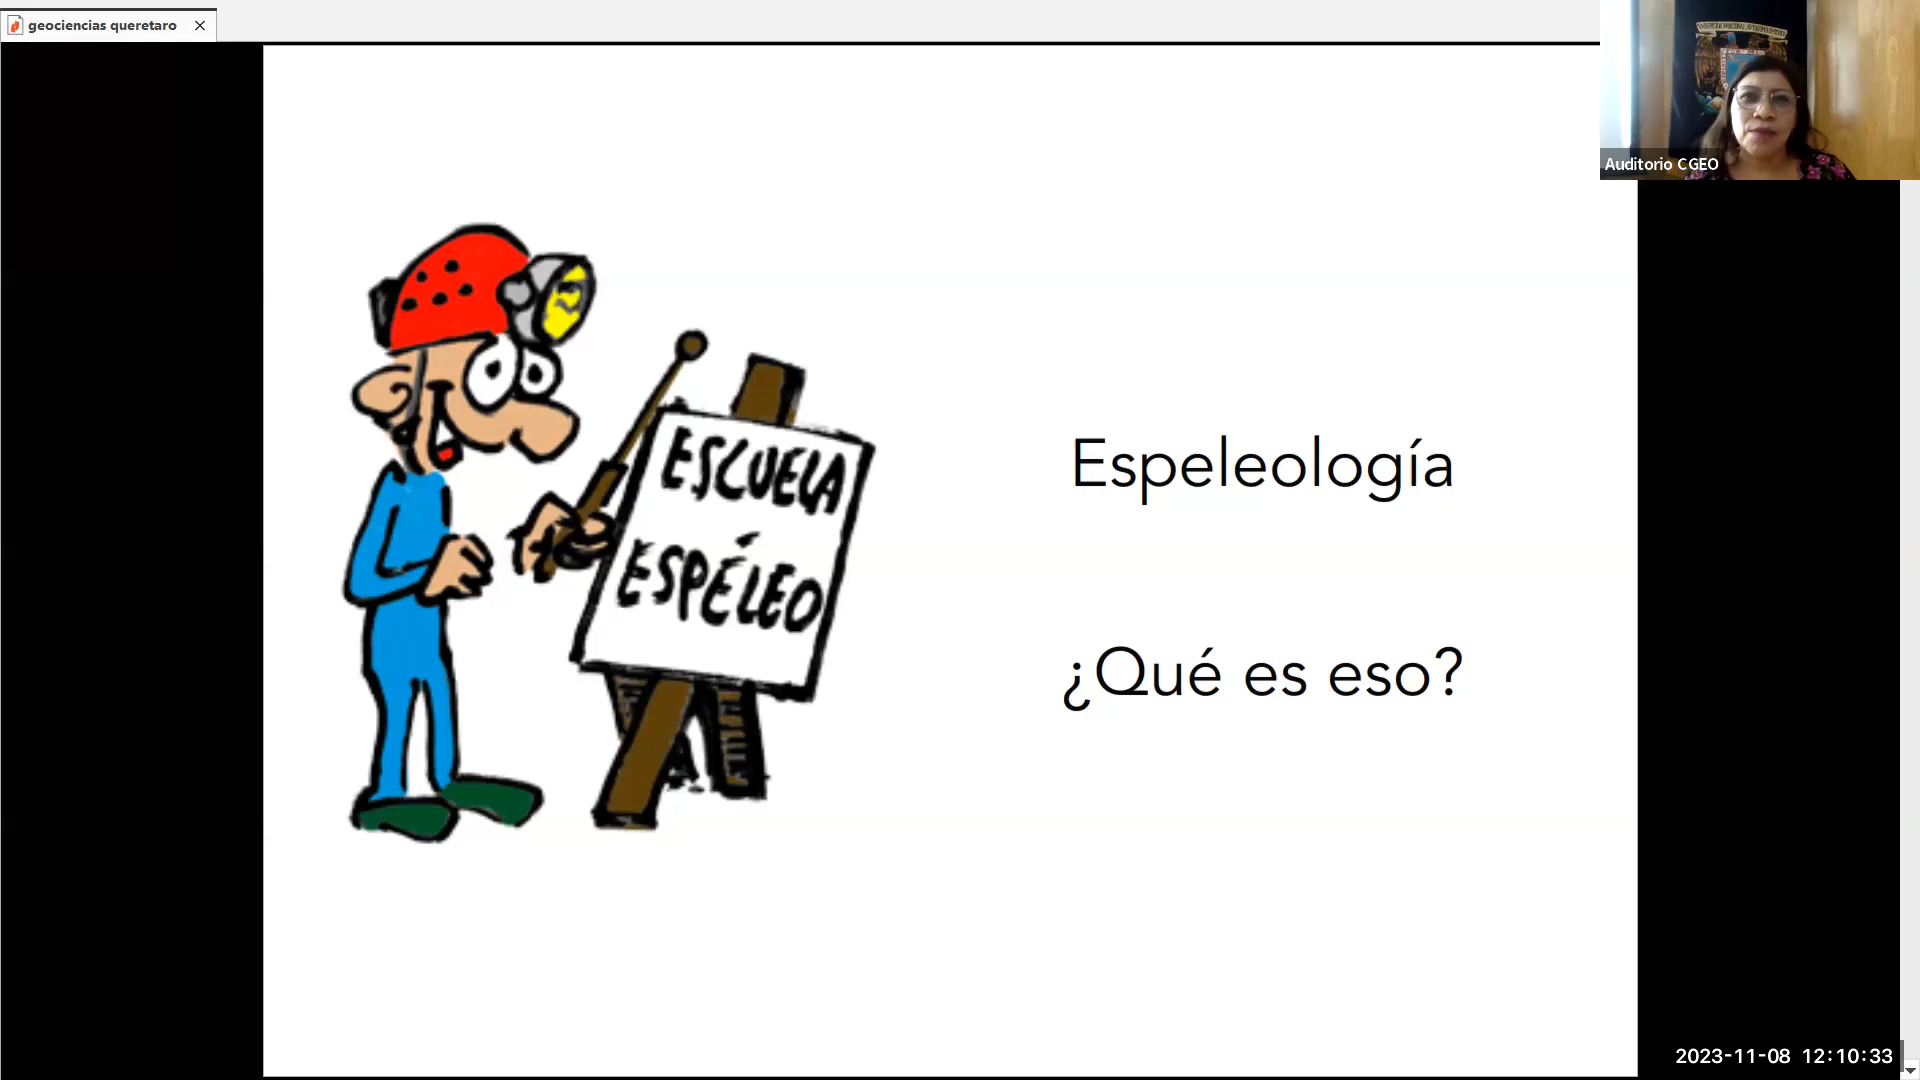 geociencias queretaro
Auditorio CGEO
ESCUELA
ESPÉLEO
Espeleología
¿Qué es eso?
2023-11-08 12:10:33